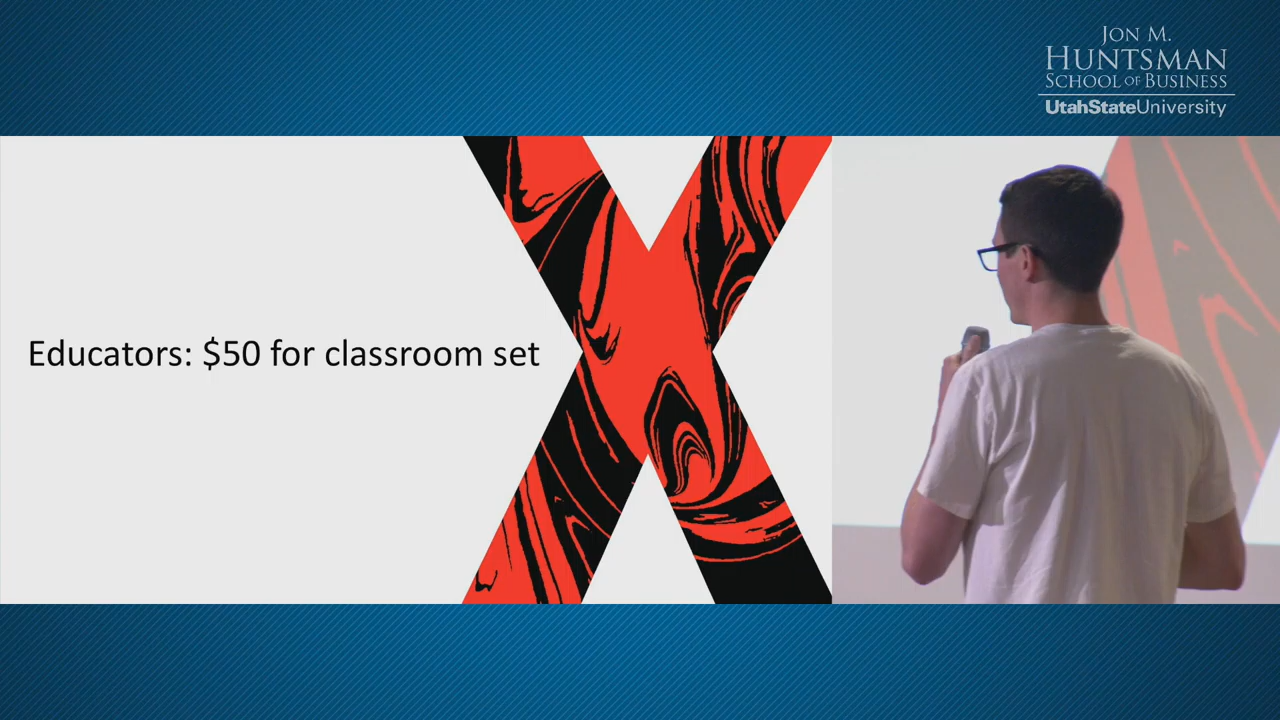 JON M.
HUNTSMAN
SCHOOL OF BUSINESS
UtahStateUniversity
Educators: $50 for classroom set